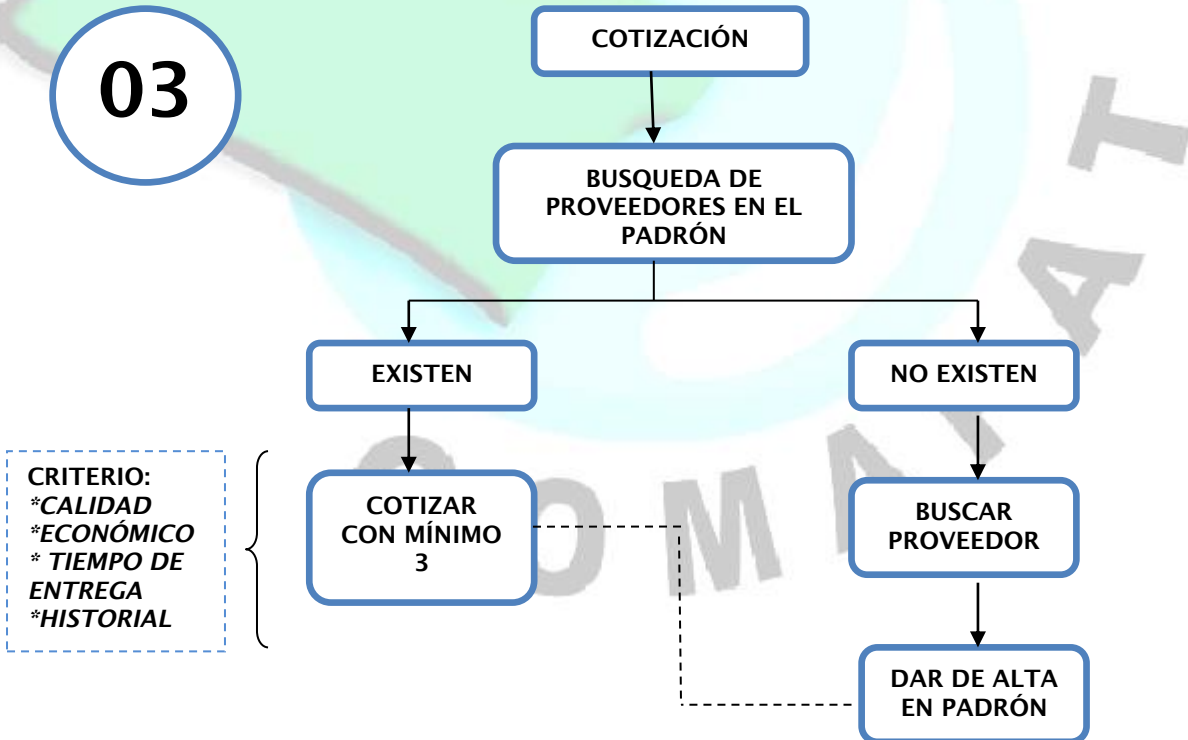 03
COTIZACIÓN
BUSQUEDA DE
PROVEEDORES EN EL
PADRÓN
EXISTEN
NO EXISTEN
CRITERIO:
*CALIDAD
*ECONÓMICO
* TIEMPO DE
ENTREGA
*HISTORIAL
COTIZAR
CON MÍNIMO
3
BUSCAR
PROVEEDOR
DAR DE ALTA
EN PADRÓN